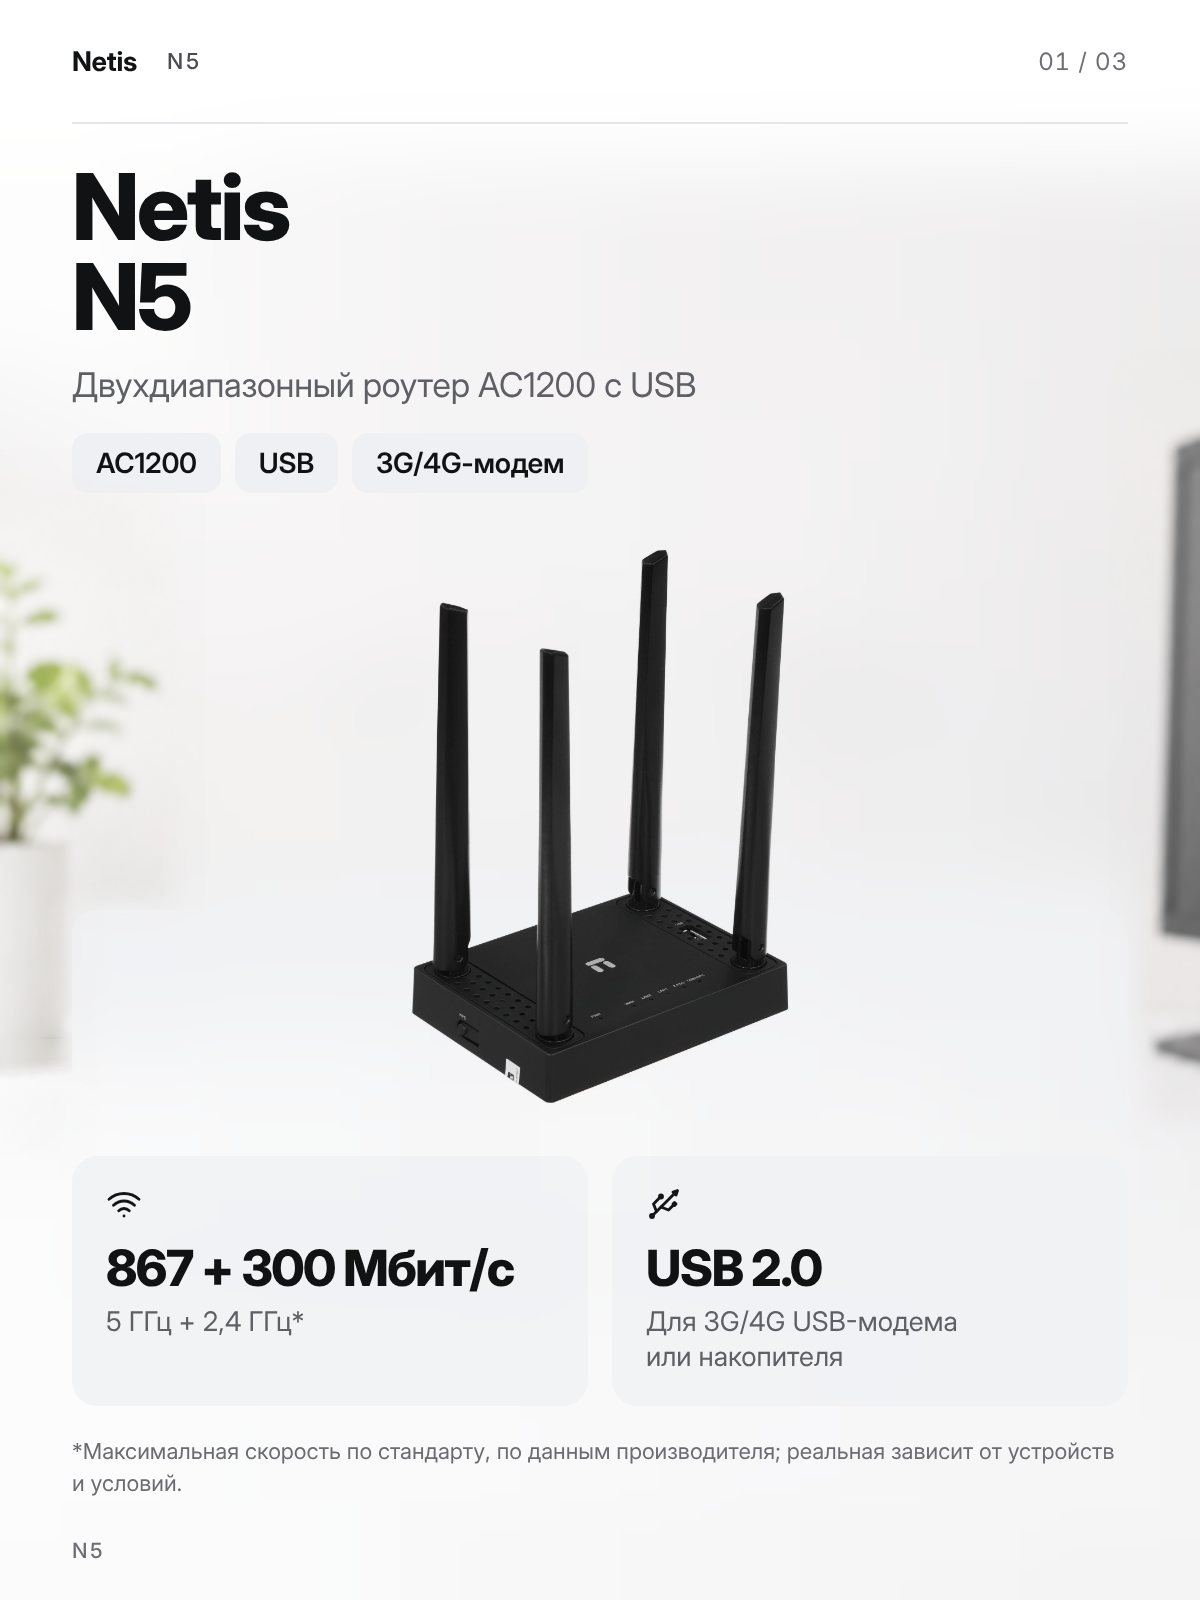 Netis N5
01 / 03
Netis
N5
Двухдиапазонный роутер AC1200 с USB
AC1200 USB 3G/4G-модем
867 + 300 Мбит/с
5 ГГц + 2,4 ГГц*
USB 2.0
Для 3G/4G USB-модема
или накопителя
*Максимальная скорость по стандарту, по данным производителя; реальная зависит от устройств
и условий.
N5